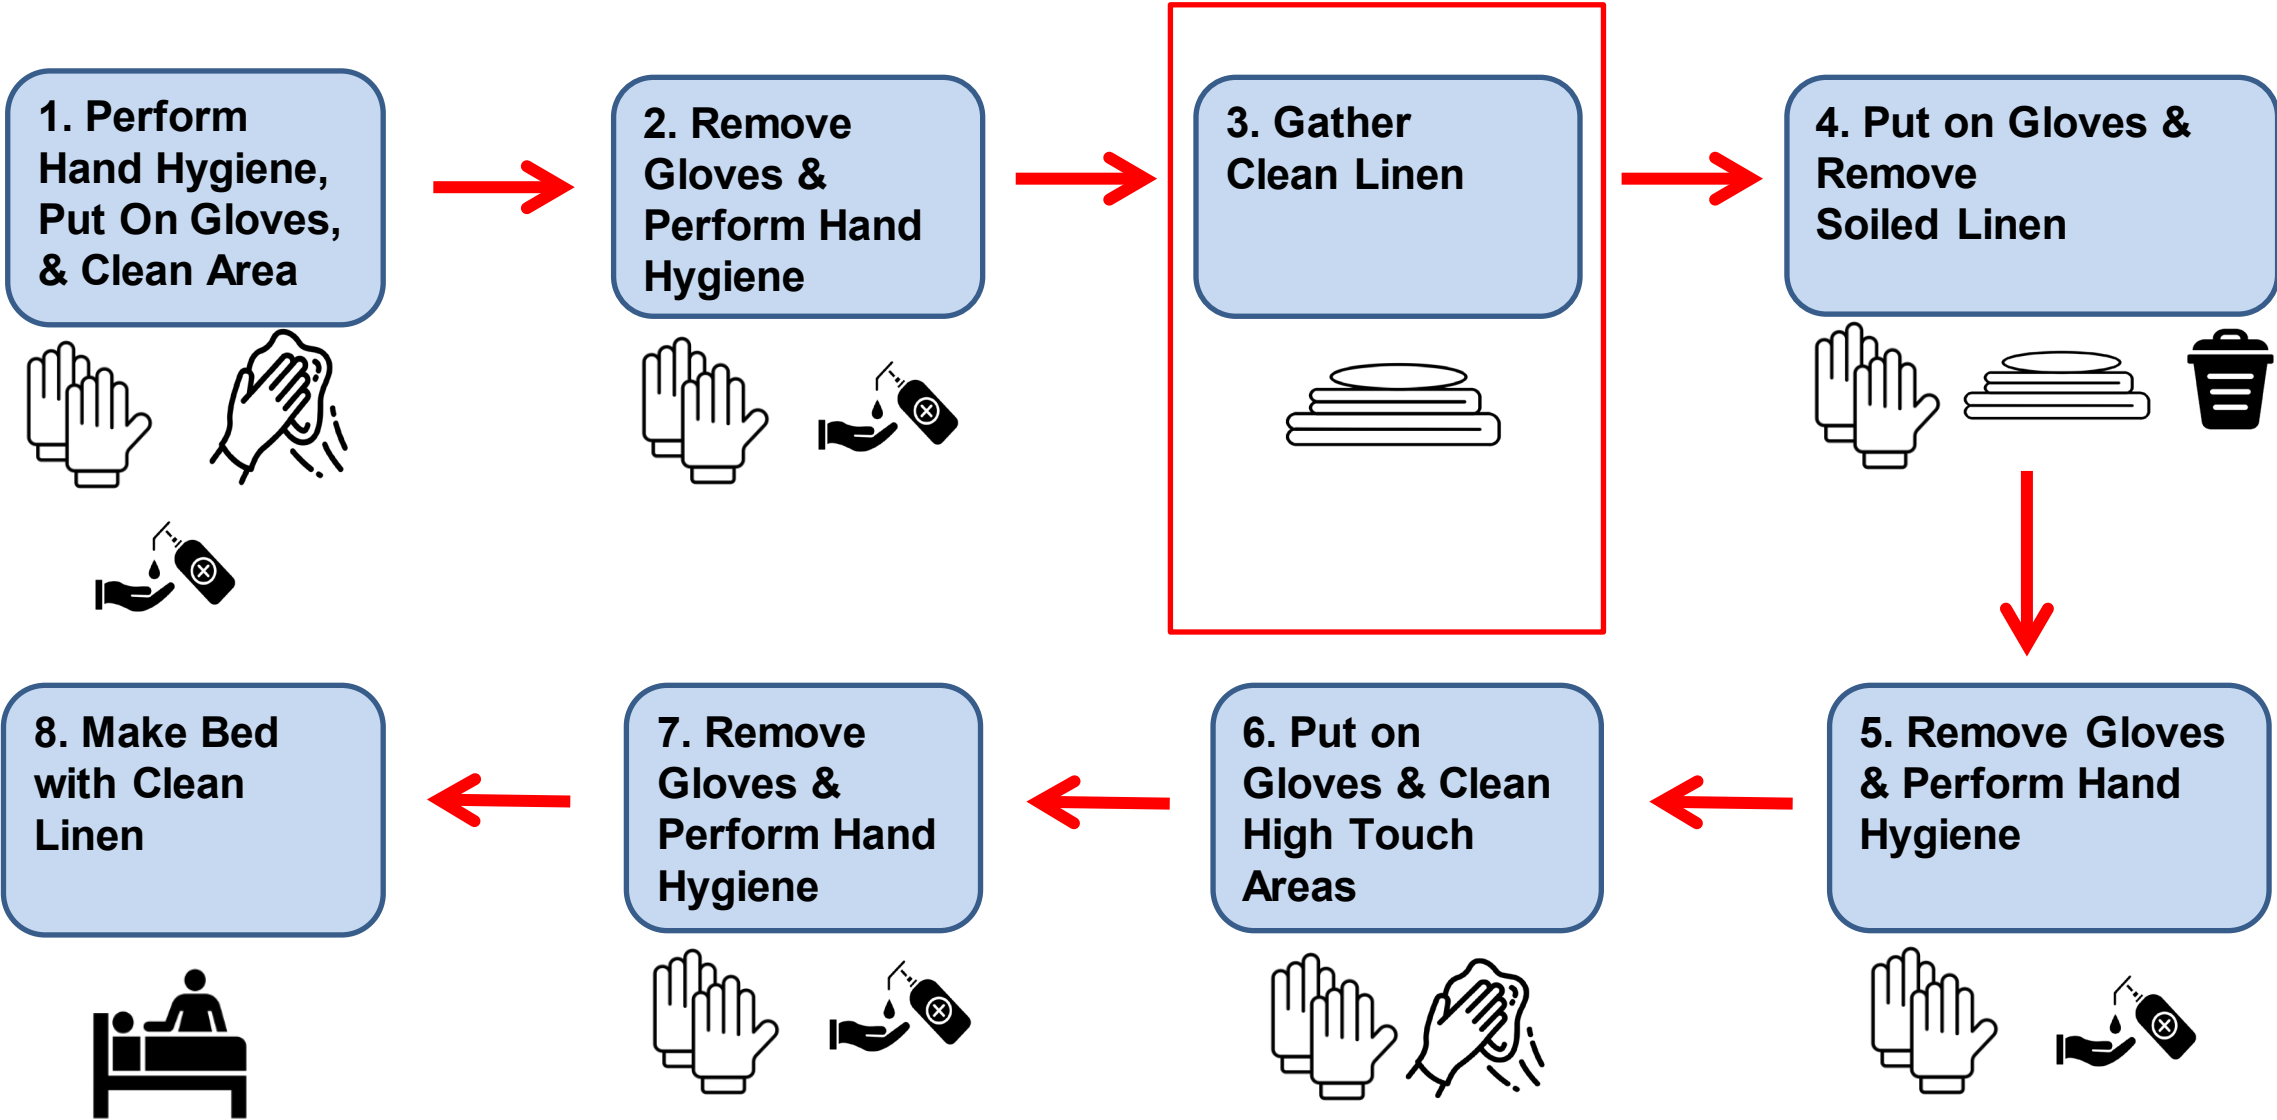 1. Perform
Hand Hygiene,
Put On Gloves,
& Clean Area
2. Remove
Gloves &
Perform Hand
Hygiene
3. Gather
Clean Linen
4. Put on Gloves &
Remove
Soiled Linen
5. Remove Gloves
& Perform Hand
Hygiene
6. Put on
Gloves & Clean
High Touch
Areas
7. Remove
Gloves &
Perform Hand
Hygiene
8. Make Bed
with Clean
Linen